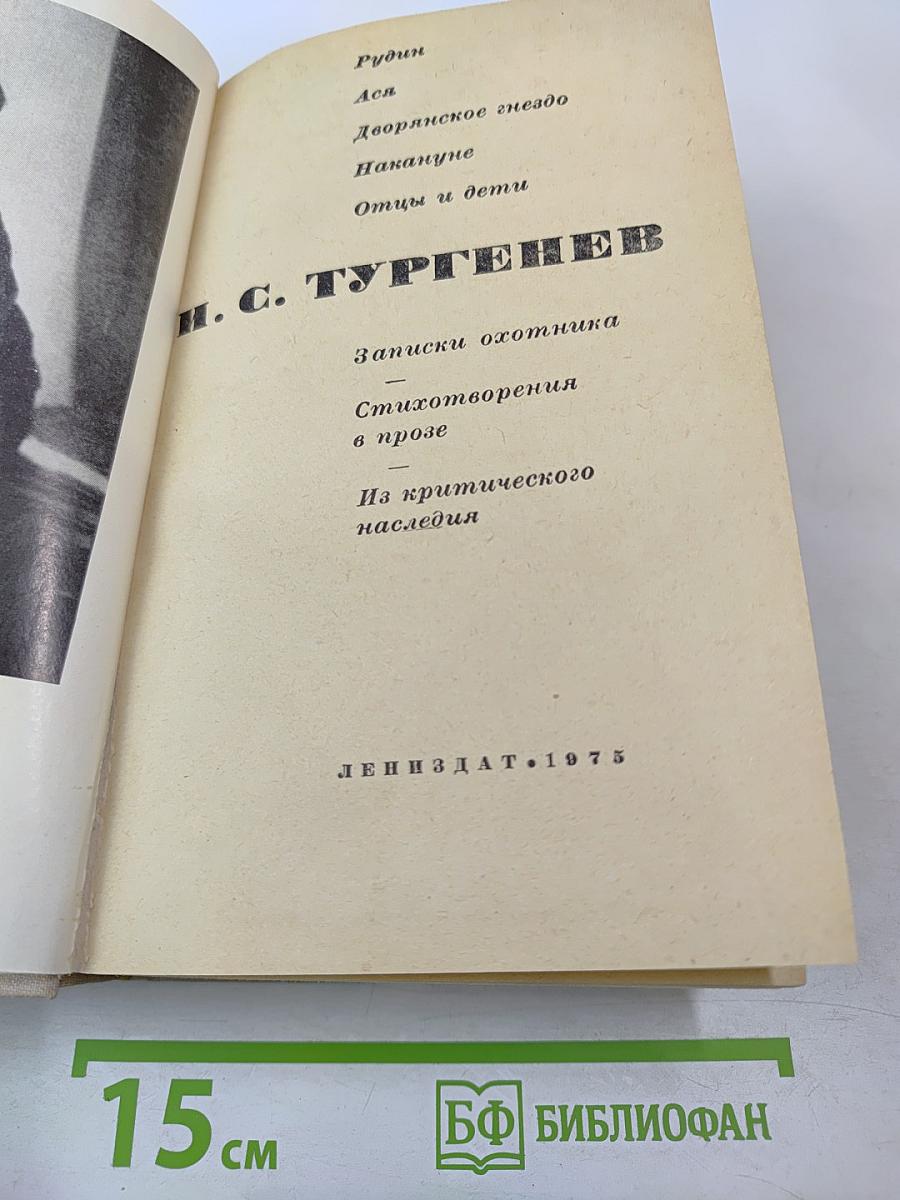 Рудин
Ася
Дворянское гнездо
Накануне
Отцы и дети
И. С. ТУРГЕНЕВ
Записки охотника
—
Стихотворения
в прозе
—
Из критического
наследия
ЛЕНИЗДАТ • 1975
15 см
БФ БИБЛИОФАН